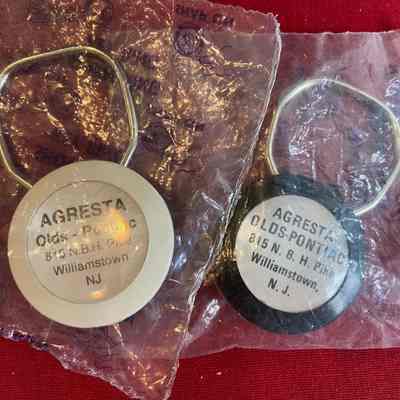 AGRESTA
Olds - Pontiac
815 N.B.H. Pike
Williamstown
NJ
AGRESTA
OLDS-PONTIAC
815 N. B. H. Pike
Williamstown,
N. J.